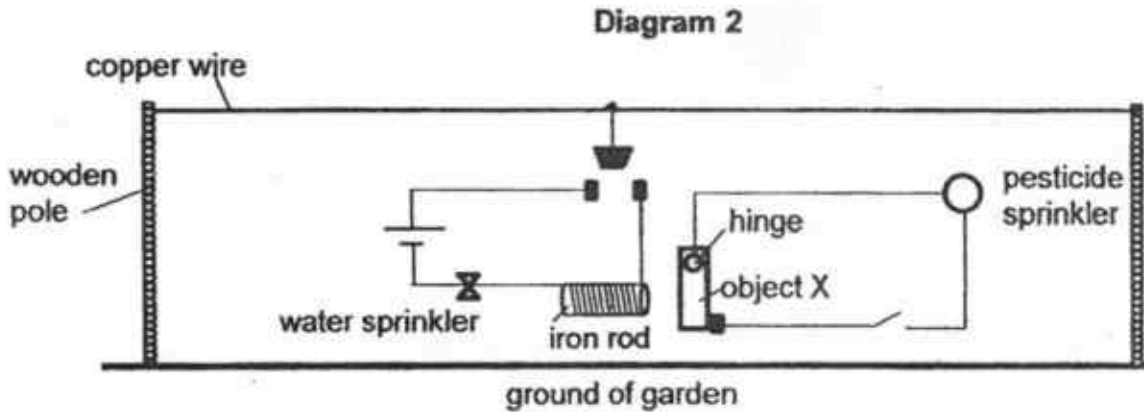 Diagram 2
copper wire
wooden
pole
pesticide
sprinkler
hinge
object X
water sprinkler
iron rod
ground of garden